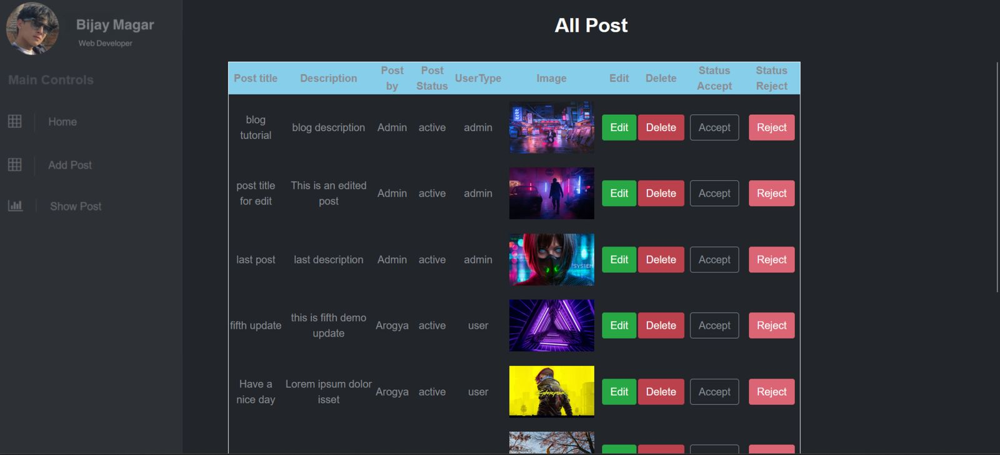 Bijay Magar
Web Developer
Main Controls
Home
Add Post
Show Post
All Post
Post title Description Post by Post Status UserType Image Edit Delete Status Accept Status Reject
blog tutorial blog description Admin active admin Edit Delete Accept Reject
post title for edit This is an edited post Admin active admin Edit Delete Accept Reject
last post last description Admin active admin SYSTEM Edit Delete Accept Reject
fifth update this is fifth demo update Arogya active user Edit Delete Accept Reject
Have a nice day Lorem ipsum dolor isset Arogya active user Cyberpunk Edit Delete Accept Reject